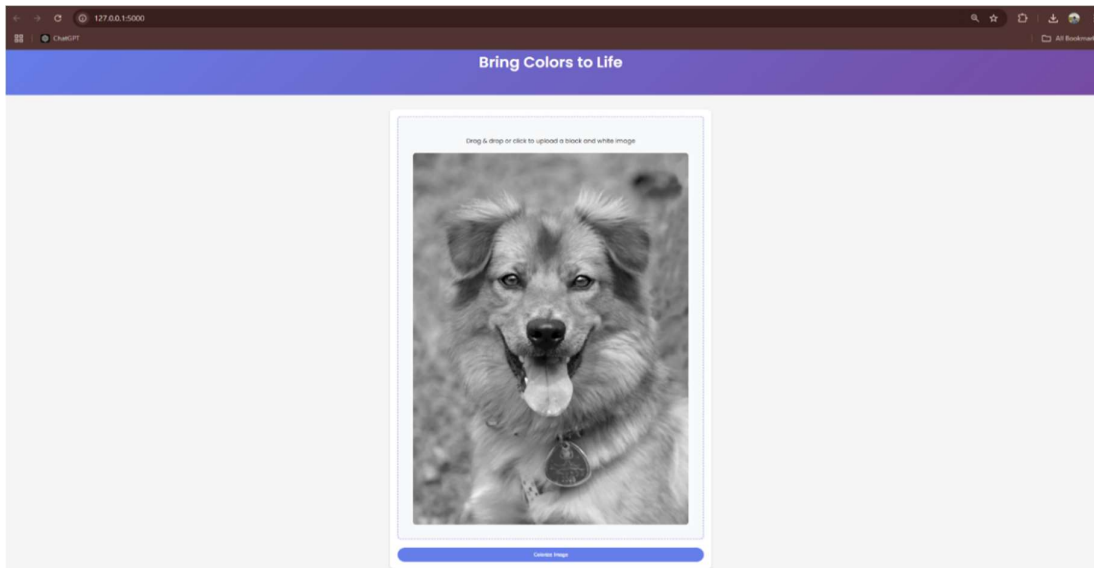 127.0.0.1:5000
ChatGPT
All Bookmar
Bring Colors to Life
Drag & drop or click to upload a black and white image
Colorize Image